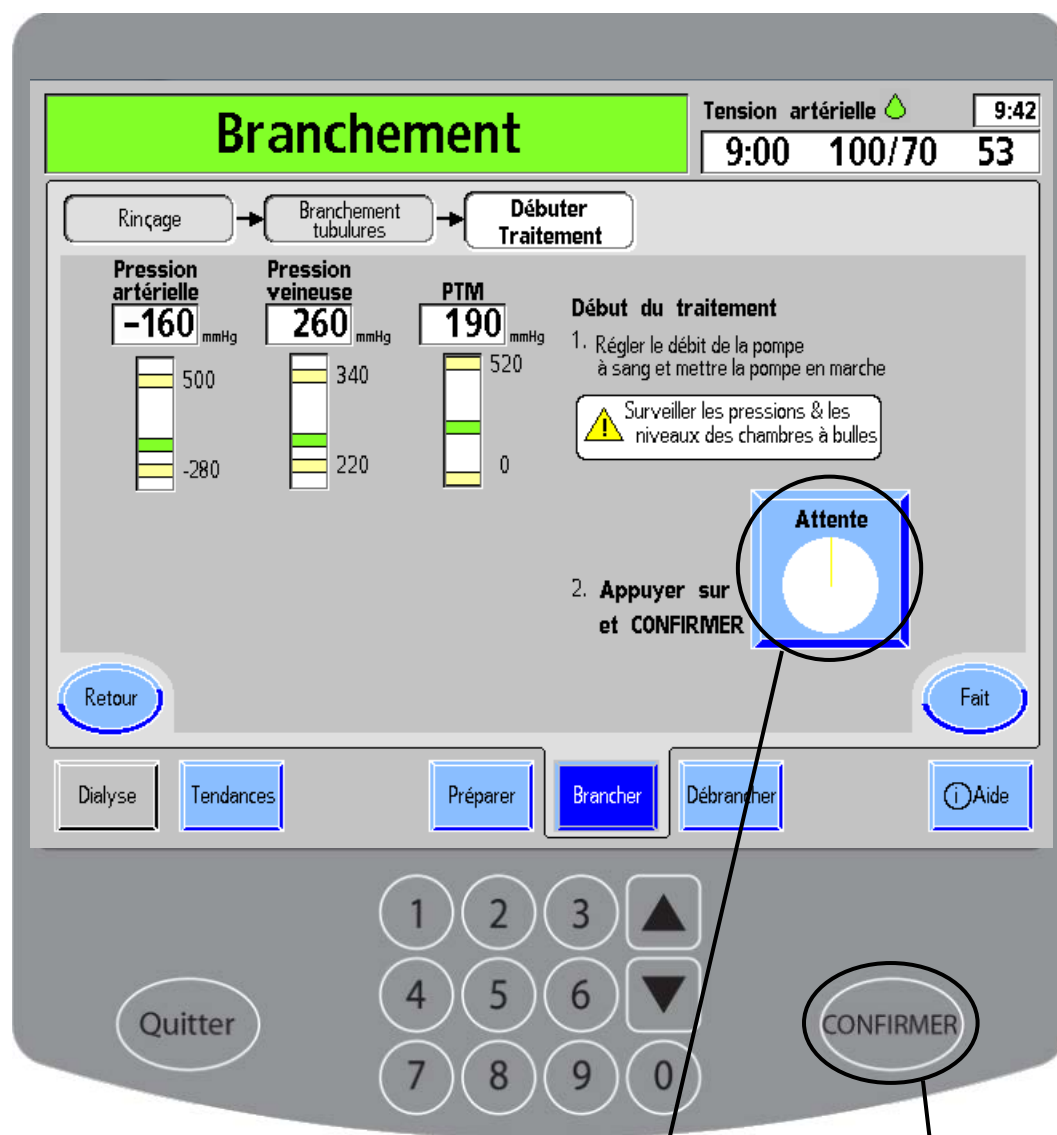 Branchement
Tension artérielle 9:42
9:00 100/70 53
Rinçage
Branchement
tubulures
Débuter
Traitement
Pression
artérielle
-160 mmHg
500
-280
Pression
veineuse
260 mmHg
340
220
PTM
190 mmHg
520
0
Début du traitement
1. Régler le débit de la pompe
à sang et mettre la pompe en marche
Surveiller les pressions & les
niveaux des chambres à bulles
Attente
2. Appuyer sur
et CONFIRMER
Retour
Fait
Dialyse
Tendances
Préparer
Brancher
Débrancher
iAide
1 2 3
4 5 6
7 8 9 0
Quitter
CONFIRMER